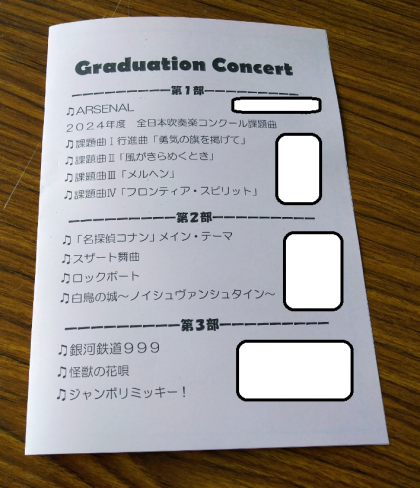 Graduation Concert
第1部
♫ARSENAL
2024年度 全日本吹奏楽コンクール課題曲
♫課題曲Ⅰ行進曲「勇気の旗を掲げて」
♫課題曲Ⅱ「風がきらめくとき」
♫課題曲Ⅲ「メルヘン」
♫課題曲Ⅳ「フロンティア・スピリット」
第2部
♫「名探偵コナン」メイン・テーマ
♫スザート舞曲
♫ロックポート
♫白鳥の城～ノイシュヴァンシュタイン～
第3部
♫銀河鉄道999
♫怪獣の花唄
♫ジャンボリミッキー！